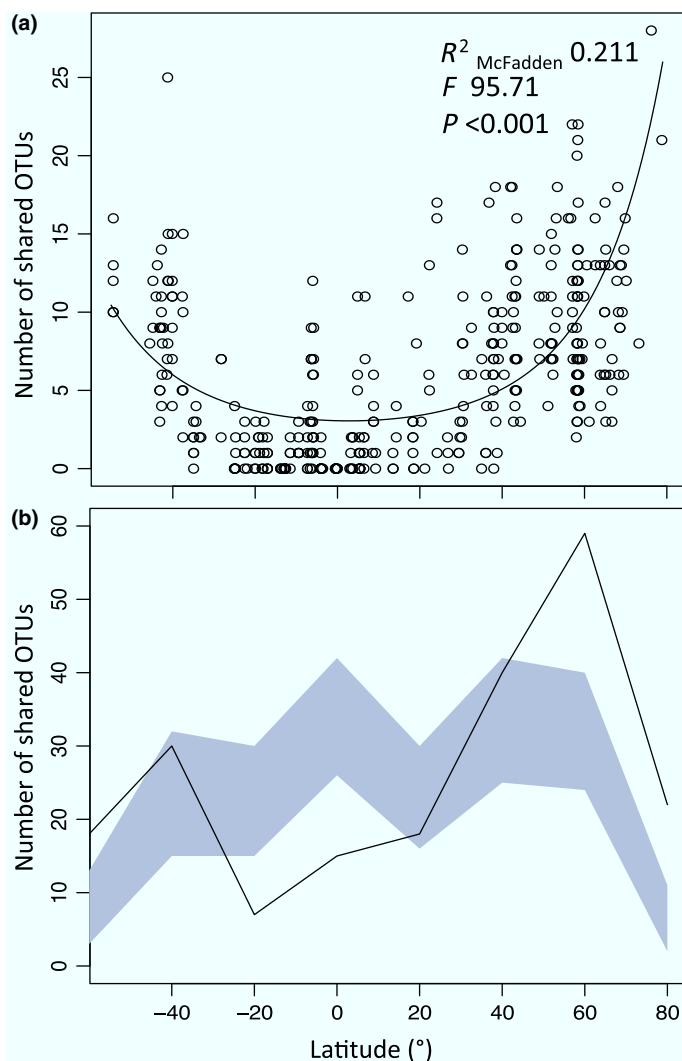 (a)
R² McFadden 0.211
F 95.71
P <0.001
Number of shared OTUs
25
20
15
10
5
0
(b)
Number of shared OTUs
60
50
40
30
20
10
0
−40 −20 0 20 40 60 80
Latitude (°)